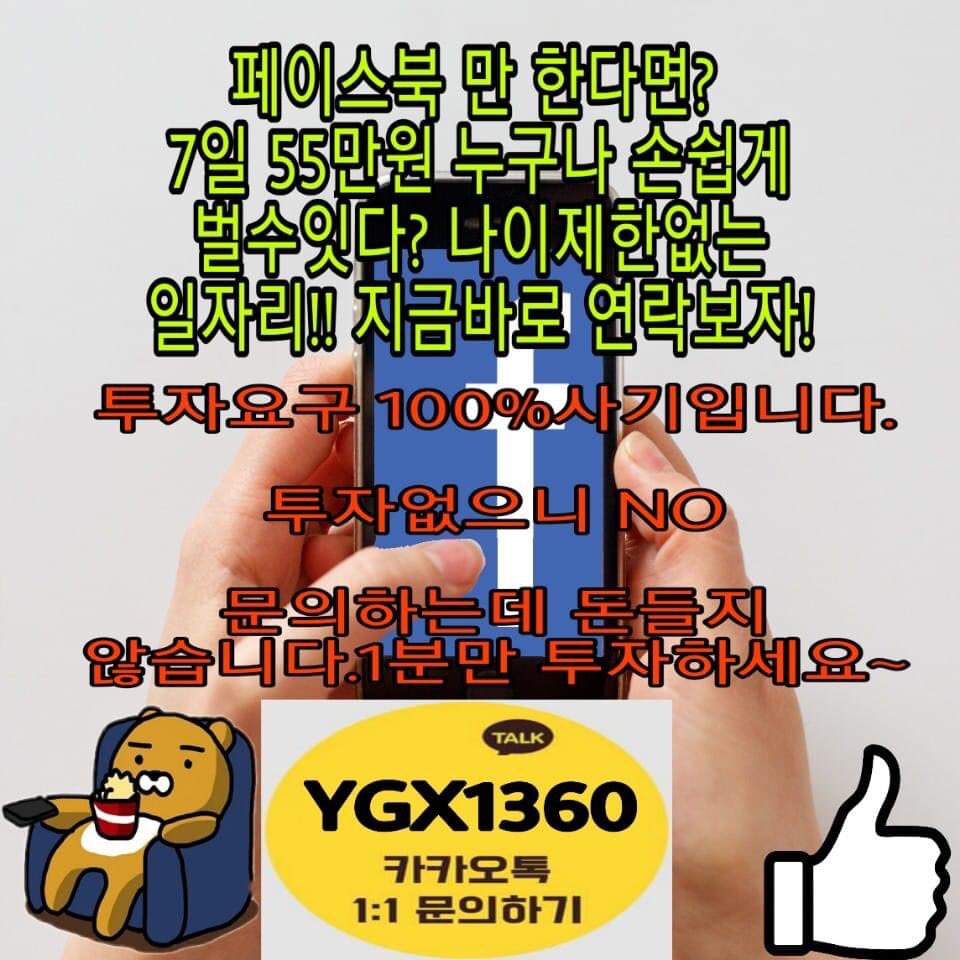 페이스북 만 한다면?
7일 55만원 누구나 손쉽게
벌수잇다? 나이제한없는
일자리!! 지금바로 연락보자!
투자요구 100%사기입니다.
투자없으니 NO
문의하는데 돈들지
않습니다.1분만 투자하세요~
TALK
YGX1360
카카오톡
1:1 문의하기